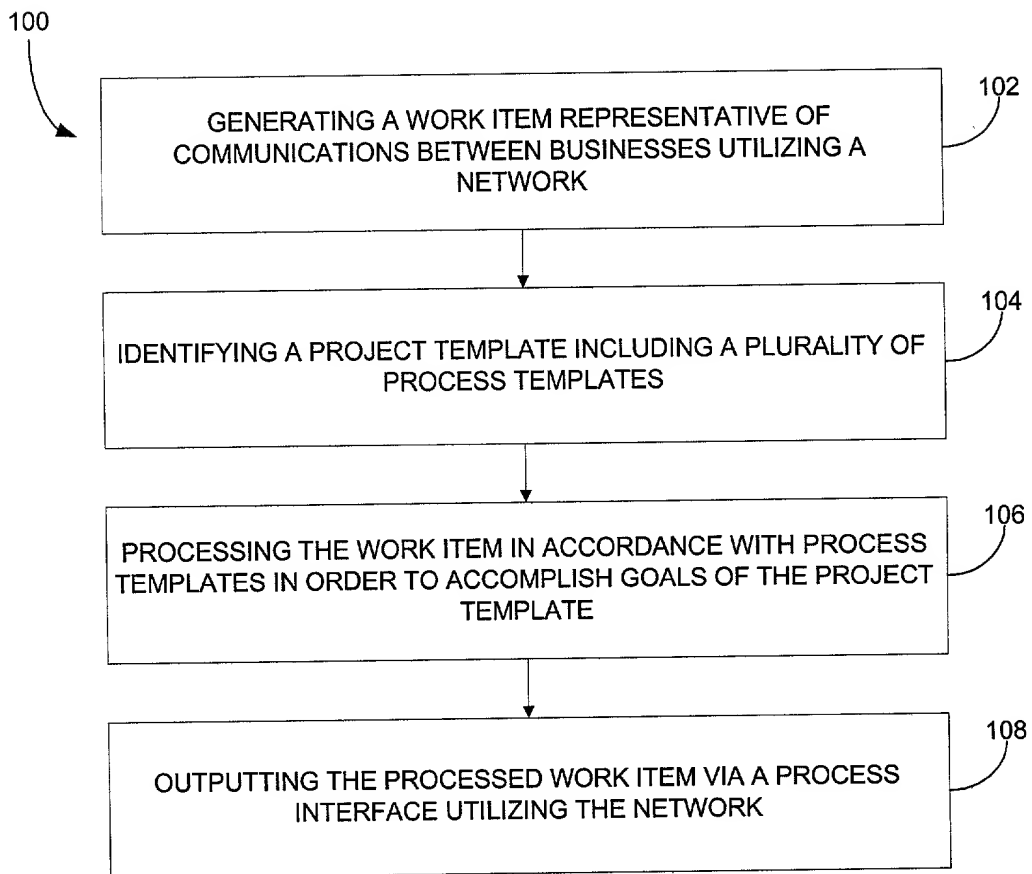 100
102
GENERATING A WORK ITEM REPRESENTATIVE OF
COMMUNICATIONS BETWEEN BUSINESSES UTILIZING A
NETWORK
104
IDENTIFYING A PROJECT TEMPLATE INCLUDING A PLURALITY OF
PROCESS TEMPLATES
106
PROCESSING THE WORK ITEM IN ACCORDANCE WITH PROCESS
TEMPLATES IN ORDER TO ACCOMPLISH GOALS OF THE PROJECT
TEMPLATE
108
OUTPUTTING THE PROCESSED WORK ITEM VIA A PROCESS
INTERFACE UTILIZING THE NETWORK